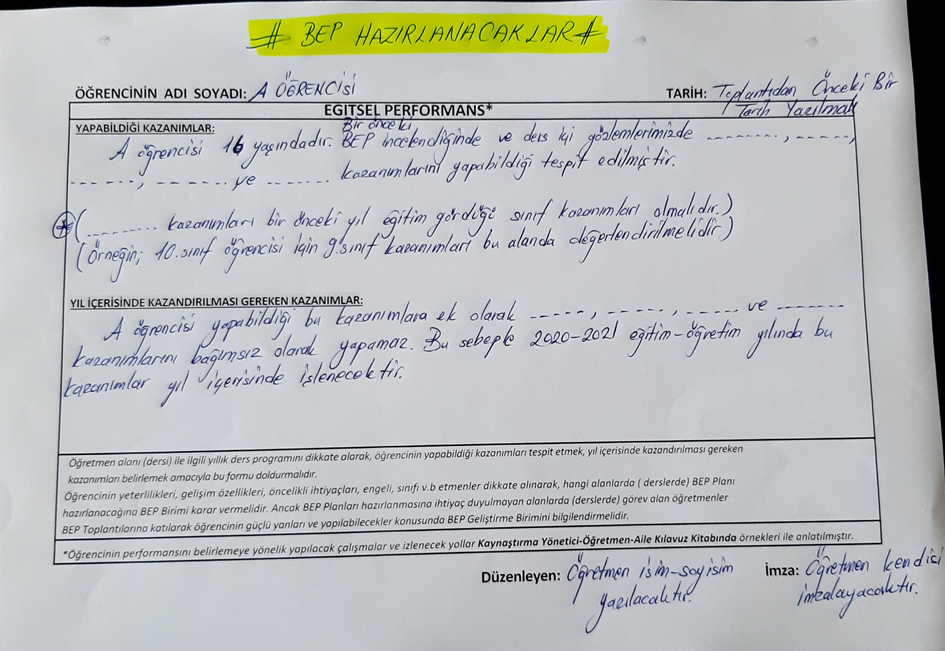 # BEP HAZIRLANACAKLAR #
ÖĞRENCİNİN ADI SOYADI: A ÖĞRENCİSİ
TARİH: Toplantıdan Önceki Bir
Tarih Yazılmalı
EĞİTSEL PERFORMANS*
YAPABİLDİĞİ KAZANIMLAR:
Bir önceki
A öğrencisi 16 yaşındadır. BEP incelendiğinde ve ders içi gözlemlerimizde --------, ------,
------, ------ ve ------ kazanımlarını yapabildiği tespit edilmiştir.
* (........ kazanımları bir önceki yıl eğitim gördüğü sınıf kazanımları olmalıdır.)
(Örneğin; 10.sınıf öğrencisi için 9.sınıf kazanımları bu alanda değerlendirilmelidir)
YIL İÇERİSİNDE KAZANDIRILMASI GEREKEN KAZANIMLAR:
A öğrencisi yapabildiği bu kazanımlara ek olarak -----, -----, ----- ve ------
kazanımlarını bağımsız olarak yapamaz. Bu sebeple 2020-2021 eğitim-öğretim yılında bu
kazanımlar yıl içerisinde işlenecektir.
Öğretmen alanı (dersi) ile ilgili yıllık ders programını dikkate alarak, öğrencinin yapabildiği kazanımları tespit etmek, yıl içerisinde kazandırılması gereken
kazanımları belirlemek amacıyla bu formu doldurmalıdır.
Öğrencinin yeterlilikleri, gelişim özellikleri, öncelikli ihtiyaçları, engeli, sınıfı v.b etmenler dikkate alınarak, hangi alanlarda ( derslerde) BEP Planı
hazırlanacağına BEP Birimi karar vermelidir. Ancak BEP Planları hazırlanmasına ihtiyaç duyulmayan alanlarda (derslerde) görev alan öğretmenler
BEP Toplantılarına katılarak öğrencinin güçlü yanları ve yapılabilecekler konusunda BEP Geliştirme Birimini bilgilendirmelidir.
*Öğrencinin performansını belirlemeye yönelik yapılacak çalışmalar ve izlenecek yollar Kaynaştırma Yönetici-Öğretmen-Aile Kılavuz Kitabında örnekleri ile anlatılmıştır.
Düzenleyen: Öğretmen isim-soyisim
yazılacaktır.
İmza: Öğretmen kendisi
imzalayacaktır.